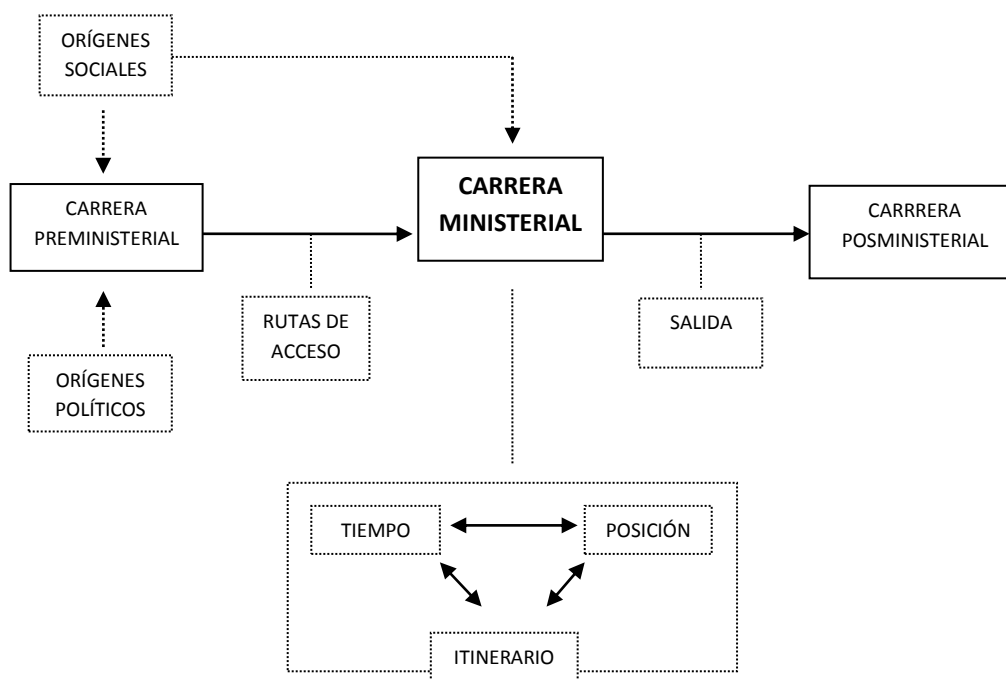 ORÍGENES
SOCIALES
CARRERA
PREMINISTERIAL
CARRERA
MINISTERIAL
CARRRERA
POSMINISTERIAL
RUTAS DE
ACCESO
SALIDA
ORÍGENES
POLÍTICOS
TIEMPO
POSICIÓN
ITINERARIO